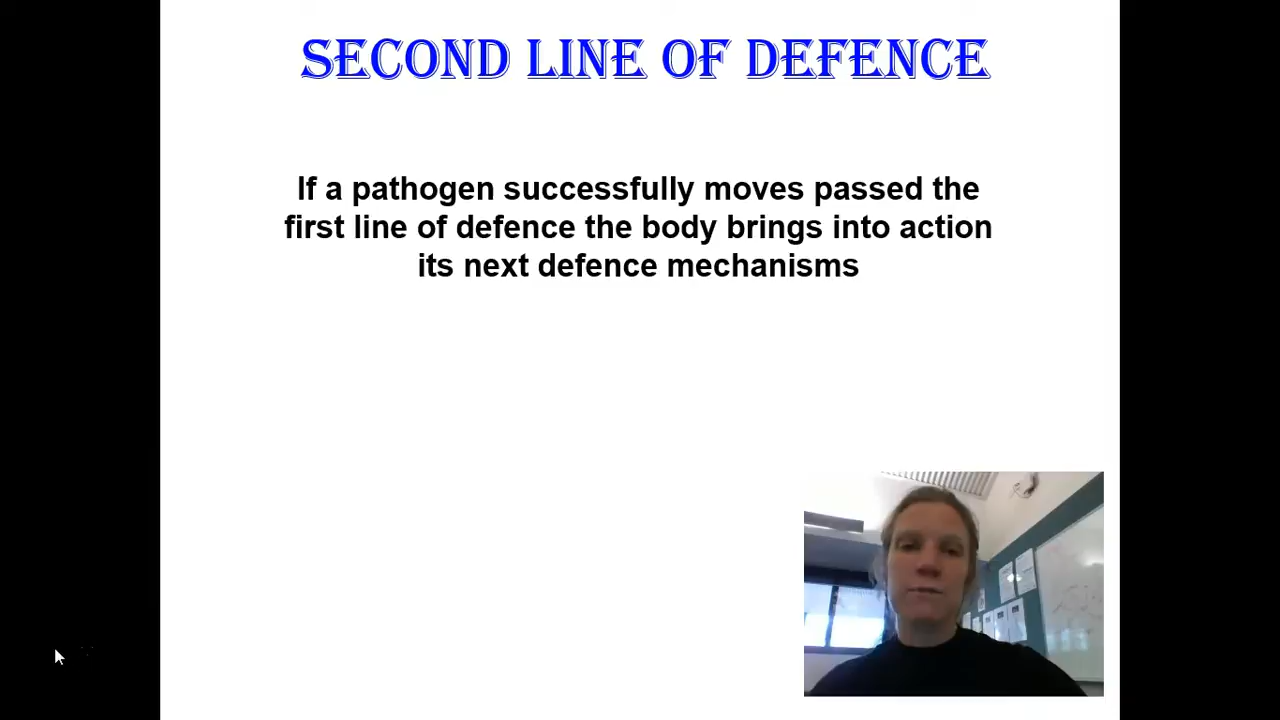 SECOND LINE OF DEFENCE
If a pathogen successfully moves passed the
first line of defence the body brings into action
its next defence mechanisms